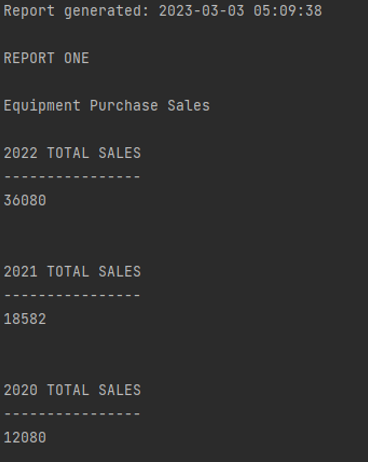 Report generated: 2023-03-03 05:09:38
REPORT ONE
Equipment Purchase Sales
2022 TOTAL SALES
----------------
36080
2021 TOTAL SALES
----------------
18582
2020 TOTAL SALES
----------------
12080